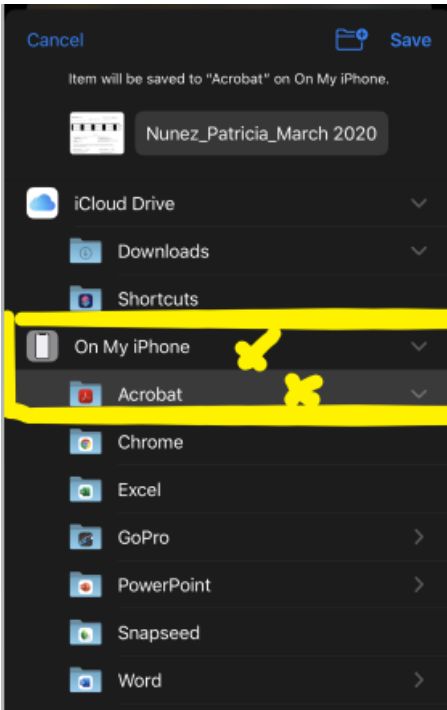 Cancel Save
Item will be saved to “Acrobat” on On My iPhone.
Nunez_Patricia_March 2020
iCloud Drive
Downloads
Shortcuts
On My iPhone
Acrobat
Chrome
Excel
GoPro
PowerPoint
Snapseed
Word